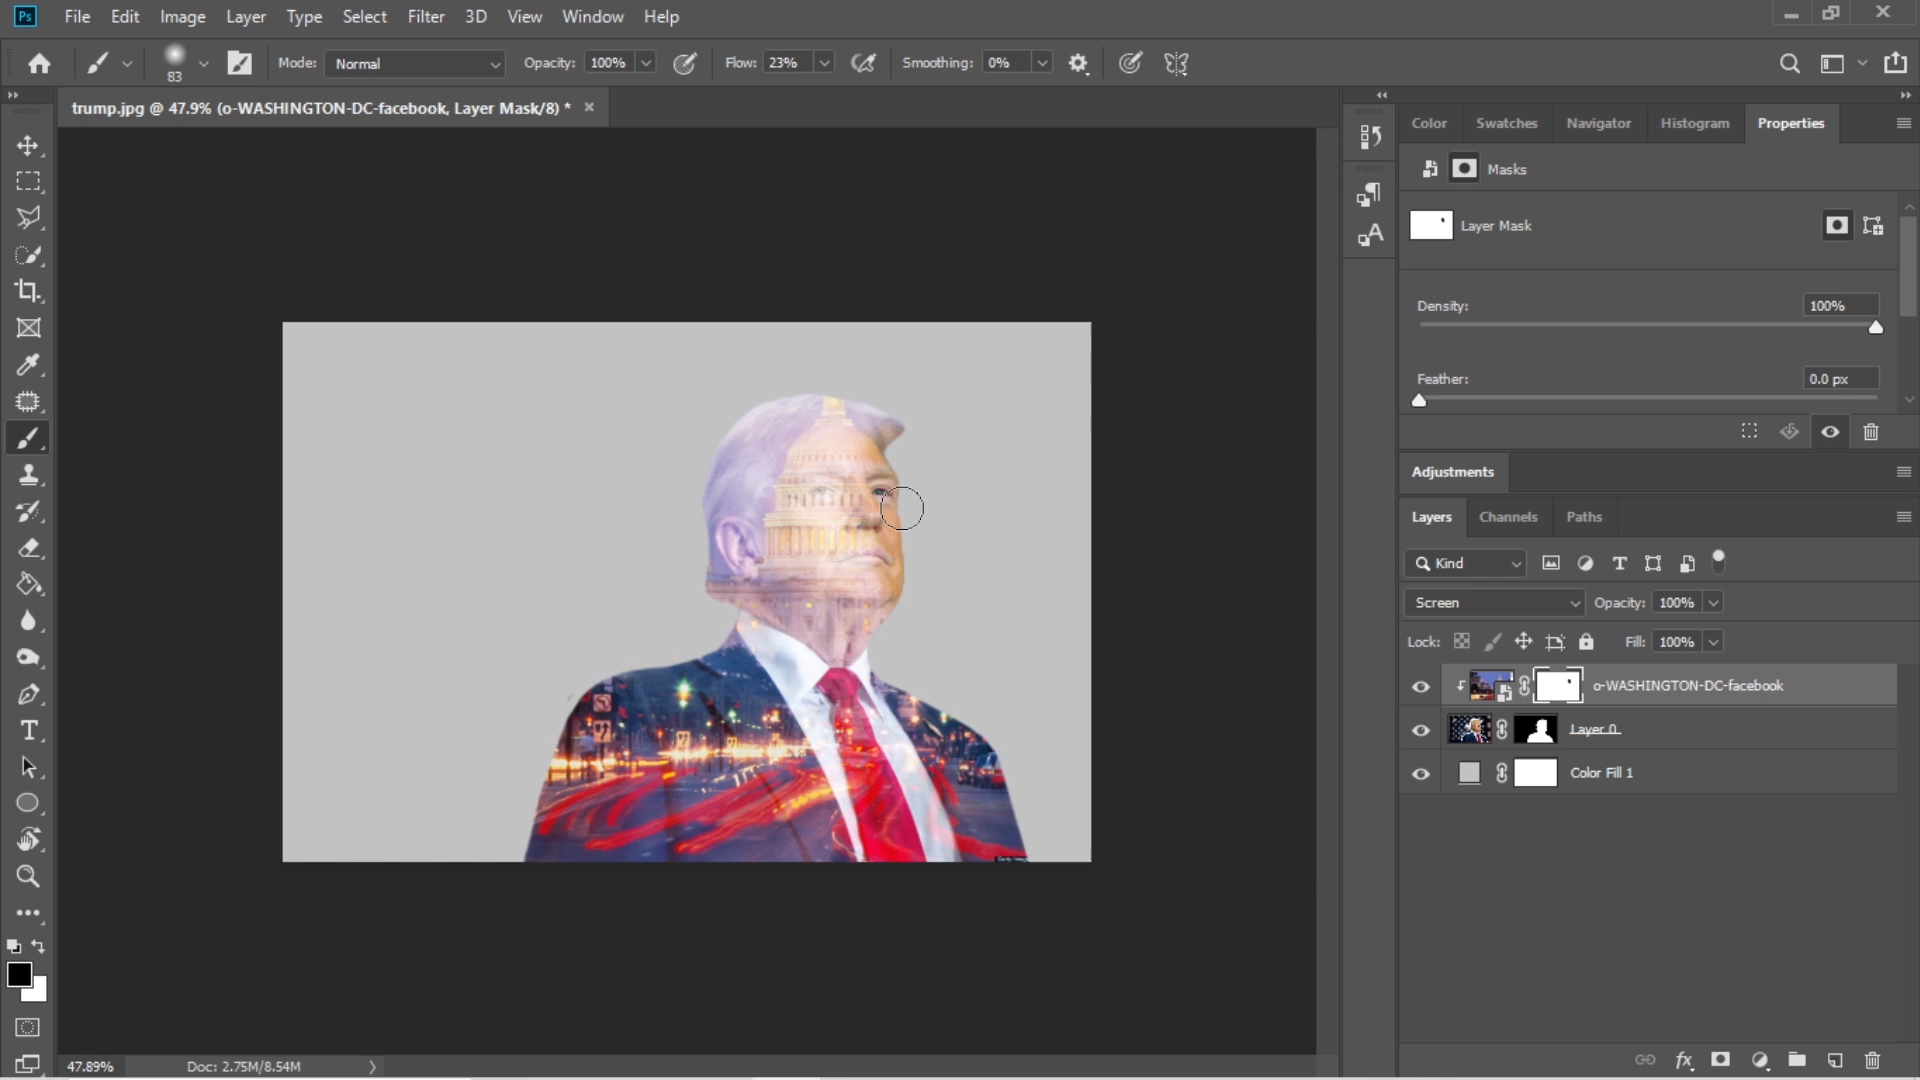 Ps File Edit Image Layer Type Select Filter 3D View Window Help
83 Mode: Normal Opacity: 100% Flow: 23% Smoothing: 0%
trump.jpg @ 47.9% (o-WASHINGTON-DC-facebook, Layer Mask/8) *
Color Swatches Navigator Histogram Properties
Masks
Layer Mask
Density: 100%
Feather: 0.0 px
Adjustments
Layers Channels Paths
Kind
Screen Opacity: 100%
Lock: Fill: 100%
o-WASHINGTON-DC-facebook
Layer 0
Color Fill 1
47.89% Doc: 2.75M/8.54M